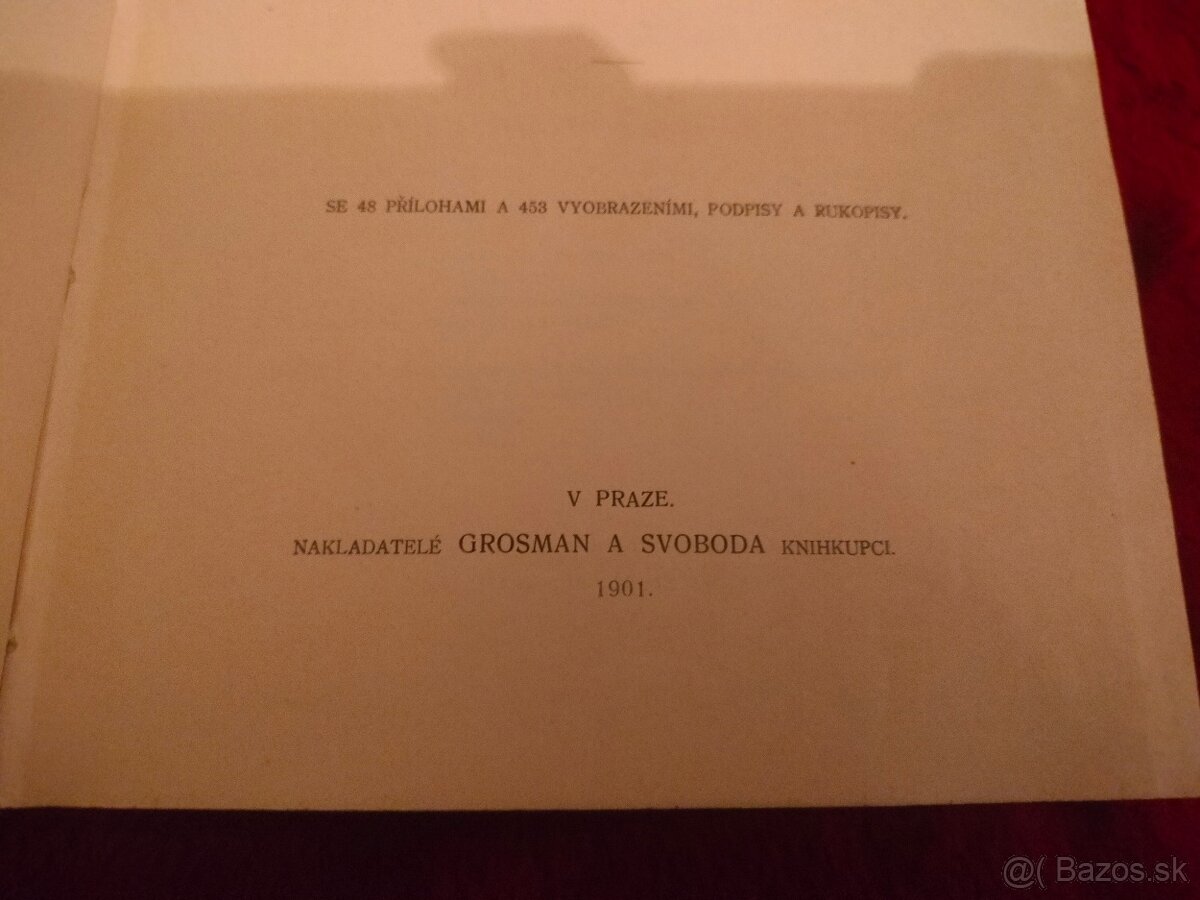 SE 48 PŘÍLOHAMI A 453 VYOBRAZENÍMI, PODPISY A RUKOPISY.
V PRAZE.
NAKLADATELÉ GROSMAN A SVOBODA KNIHKUPCI.
1901.
@( Bazos.sk